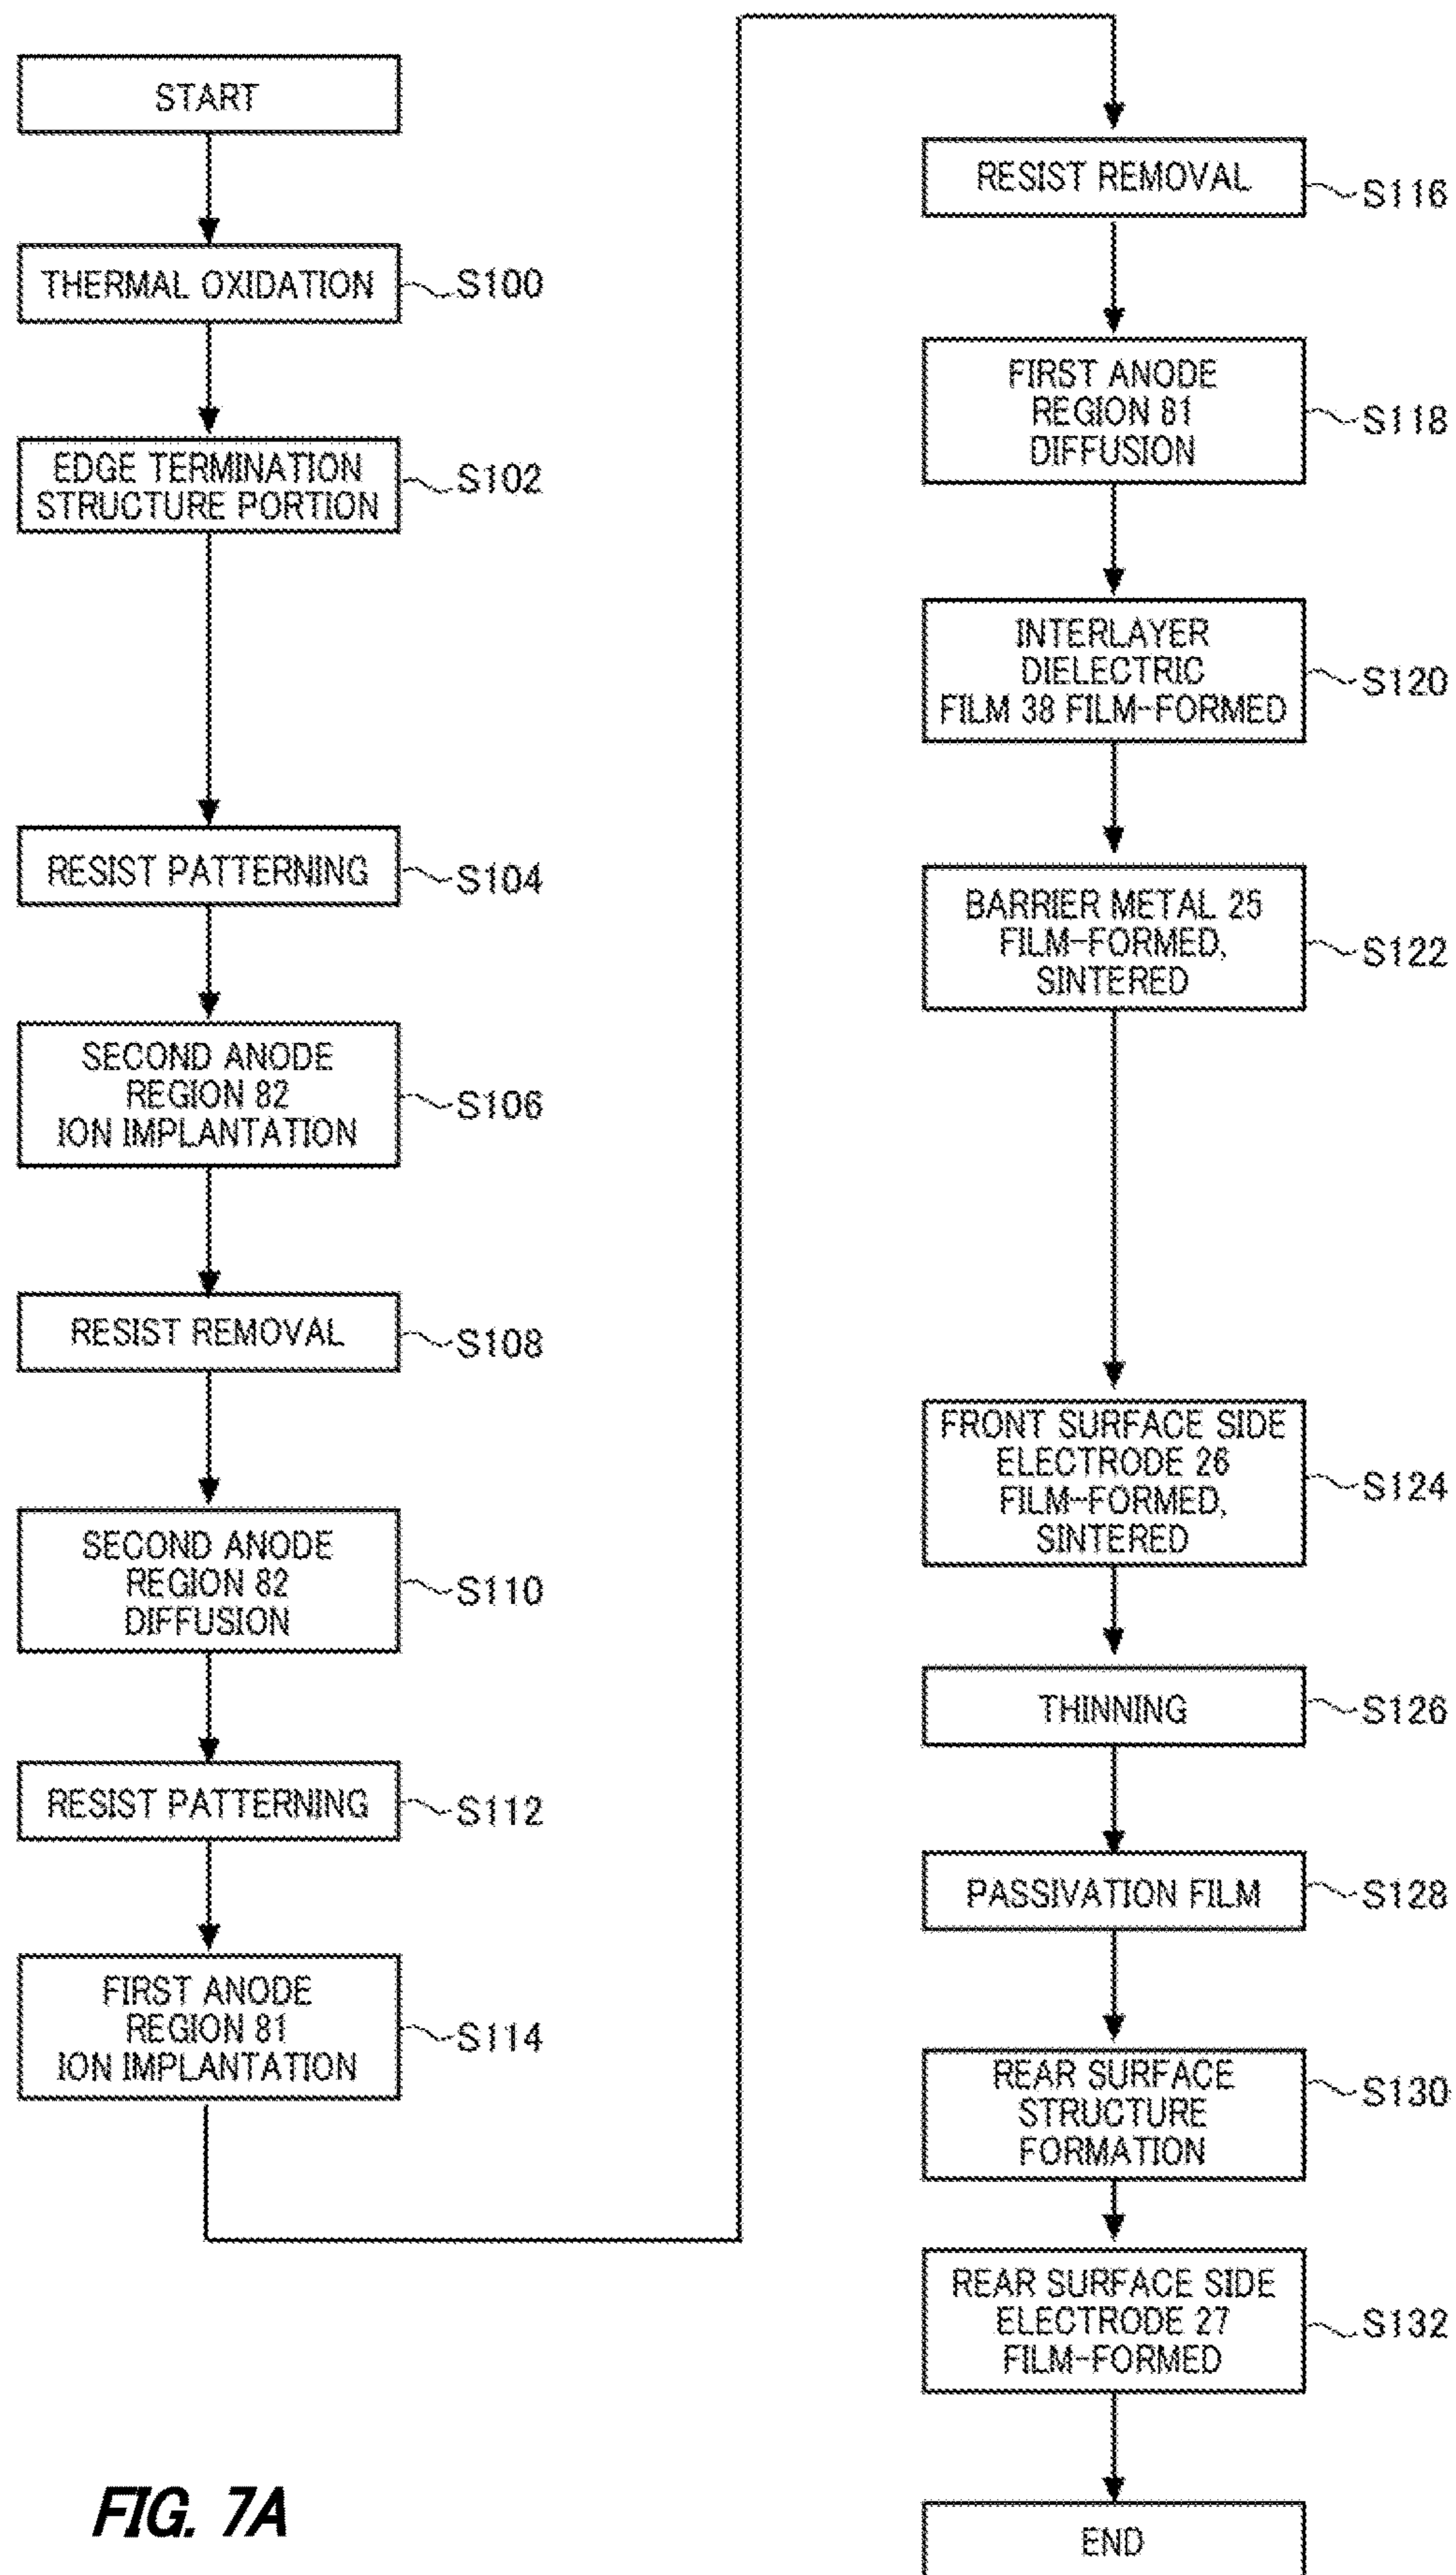 START
THERMAL OXIDATION
S100
EDGE TERMINATION
STRUCTURE PORTION
S102
RESIST PATTERNING
S104
SECOND ANODE
REGION 82
ION IMPLANTATION
S106
RESIST REMOVAL
S108
SECOND ANODE
REGION 82
DIFFUSION
S110
RESIST PATTERNING
S112
FIRST ANODE
REGION 81
ION IMPLANTATION
S114
RESIST REMOVAL
S116
FIRST ANODE
REGION 81
DIFFUSION
S118
INTERLAYER
DIELECTRIC
FILM 38 FILM-FORMED
S120
BARRIER METAL 25
FILM-FORMED,
SINTERED
S122
FRONT SURFACE SIDE
ELECTRODE 26
FILM-FORMED,
SINTERED
S124
THINNING
S126
PASSIVATION FILM
S128
REAR SURFACE
STRUCTURE
FORMATION
S130
REAR SURFACE SIDE
ELECTRODE 27
FILM-FORMED
S132
END
FIG. 7A